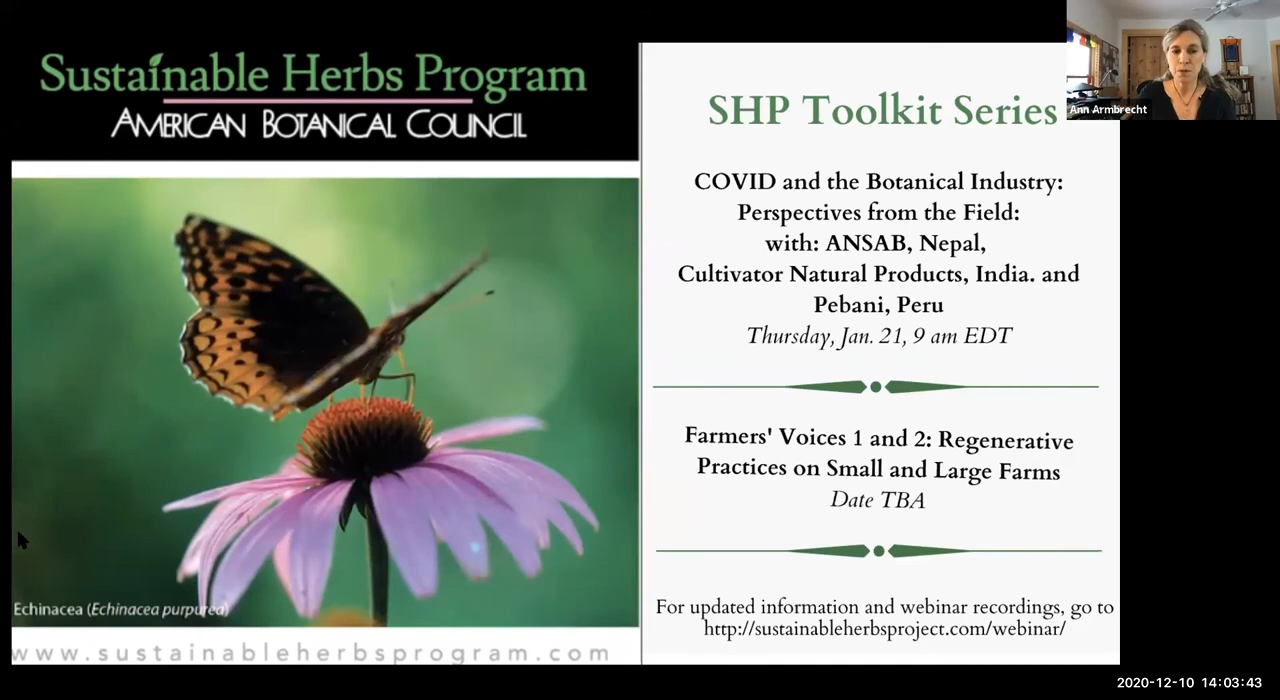 Sustainable Herbs Program
AMERICAN BOTANICAL COUNCIL
Echinacea (Echinacea purpurea)
www.sustainableherbsprogram.com
SHP Toolkit Series
COVID and the Botanical Industry:
Perspectives from the Field:
with: ANSAB, Nepal,
Cultivator Natural Products, India. and
Pebani, Peru
Thursday, Jan. 21, 9 am EDT
Farmers' Voices 1 and 2: Regenerative
Practices on Small and Large Farms
Date TBA
For updated information and webinar recordings, go to
http://sustainableherbsproject.com/webinar/
Ann Armbrecht
2020-12-10 14:03:43